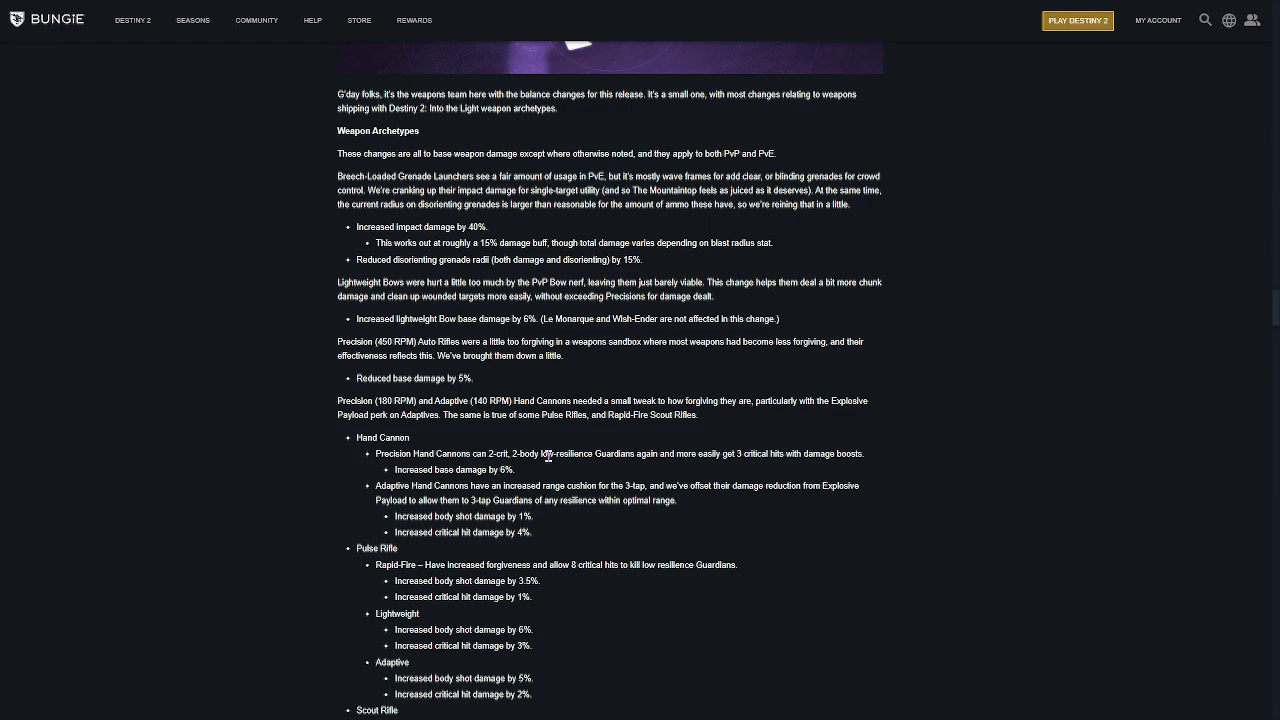 BUNGiE DESTINY 2 SEASONS COMMUNITY HELP STORE REWARDS PLAY DESTINY 2 MY ACCOUNT
G'day folks, it's the weapons team here with the balance changes for this release. It's a small one, with most changes relating to weapons
shipping with Destiny 2: Into the Light weapon archetypes.
Weapon Archetypes
These changes are all to base weapon damage except where otherwise noted, and they apply to both PvP and PvE.
Breech-Loaded Grenade Launchers see a fair amount of usage in PvE, but it's mostly wave frames for add clear, or blinding grenades for crowd
control. We're cranking up their impact damage for single-target utility (and so The Mountaintop feels as juiced as it deserves). At the same time,
the current radius on disorienting grenades is larger than reasonable for the amount of ammo these have, so we're reining that in a little.
Increased Impact damage by 40%.
This works out at roughly a 15% damage buff, though total damage varies depending on blast radius stat.
Reduced disorienting grenade radii (both damage and disorienting) by 15%.
Lightweight Bows were hurt a little too much by the PvP Bow nerf, leaving them just barely viable. This change helps them deal a bit more chunk
damage and clean up wounded targets more easily, without exceeding Precisions for damage dealt.
Increased lightweight Bow base damage by 6%. (Le Monarque and Wish-Ender are not affected in this change.)
Precision (450 RPM) Auto Rifles were a little too forgiving in a weapons sandbox where most weapons had become less forgiving, and their
effectiveness reflects this. We've brought them down a little.
Reduced base damage by 5%.
Precision (180 RPM) and Adaptive (140 RPM) Hand Cannons needed a small tweak to how forgiving they are, particularly with the Explosive
Payload perk on Adaptives. The same is true of some Pulse Rifles, and Rapid-Fire Scout Rifles.
Hand Cannon
Precision Hand Cannons can 2-crit, 2-body low-resilience Guardians again and more easily get 3 critical hits with damage boosts.
Increased base damage by 6%.
Adaptive Hand Cannons have an increased range cushion for the 3-tap, and we've offset their damage reduction from Explosive
Payload to allow them to 3-tap Guardians of any resilience within optimal range.
Increased body shot damage by 1%.
Increased critical hit damage by 4%.
Pulse Rifle
Rapid-Fire – Have increased forgiveness and allow 8 critical hits to kill low resilience Guardians.
Increased body shot damage by 3.5%.
Increased critical hit damage by 1%.
Lightweight
Increased body shot damage by 6%.
Increased critical hit damage by 3%.
Adaptive
Increased body shot damage by 5%.
Increased critical hit damage by 2%.
Scout Rifle